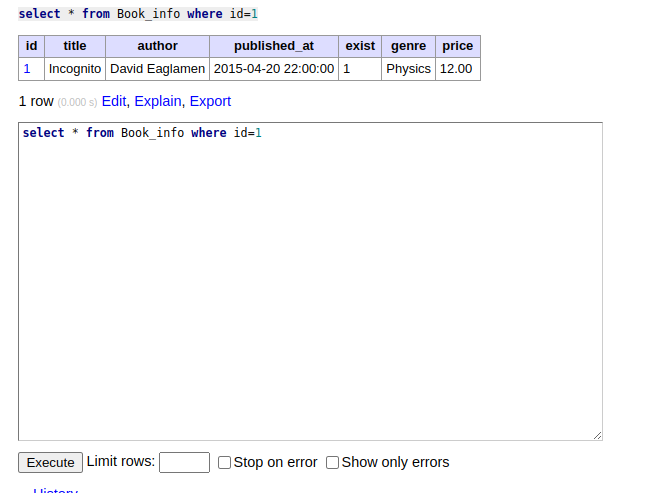 select * from Book_info where id=1
id title author published_at exist genre price
1 Incognito David Eaglamen 2015-04-20 22:00:00 1 Physics 12.00
1 row (0.000 s) Edit, Explain, Export
select * from Book_info where id=1
Execute Limit rows: Stop on error Show only errors
History